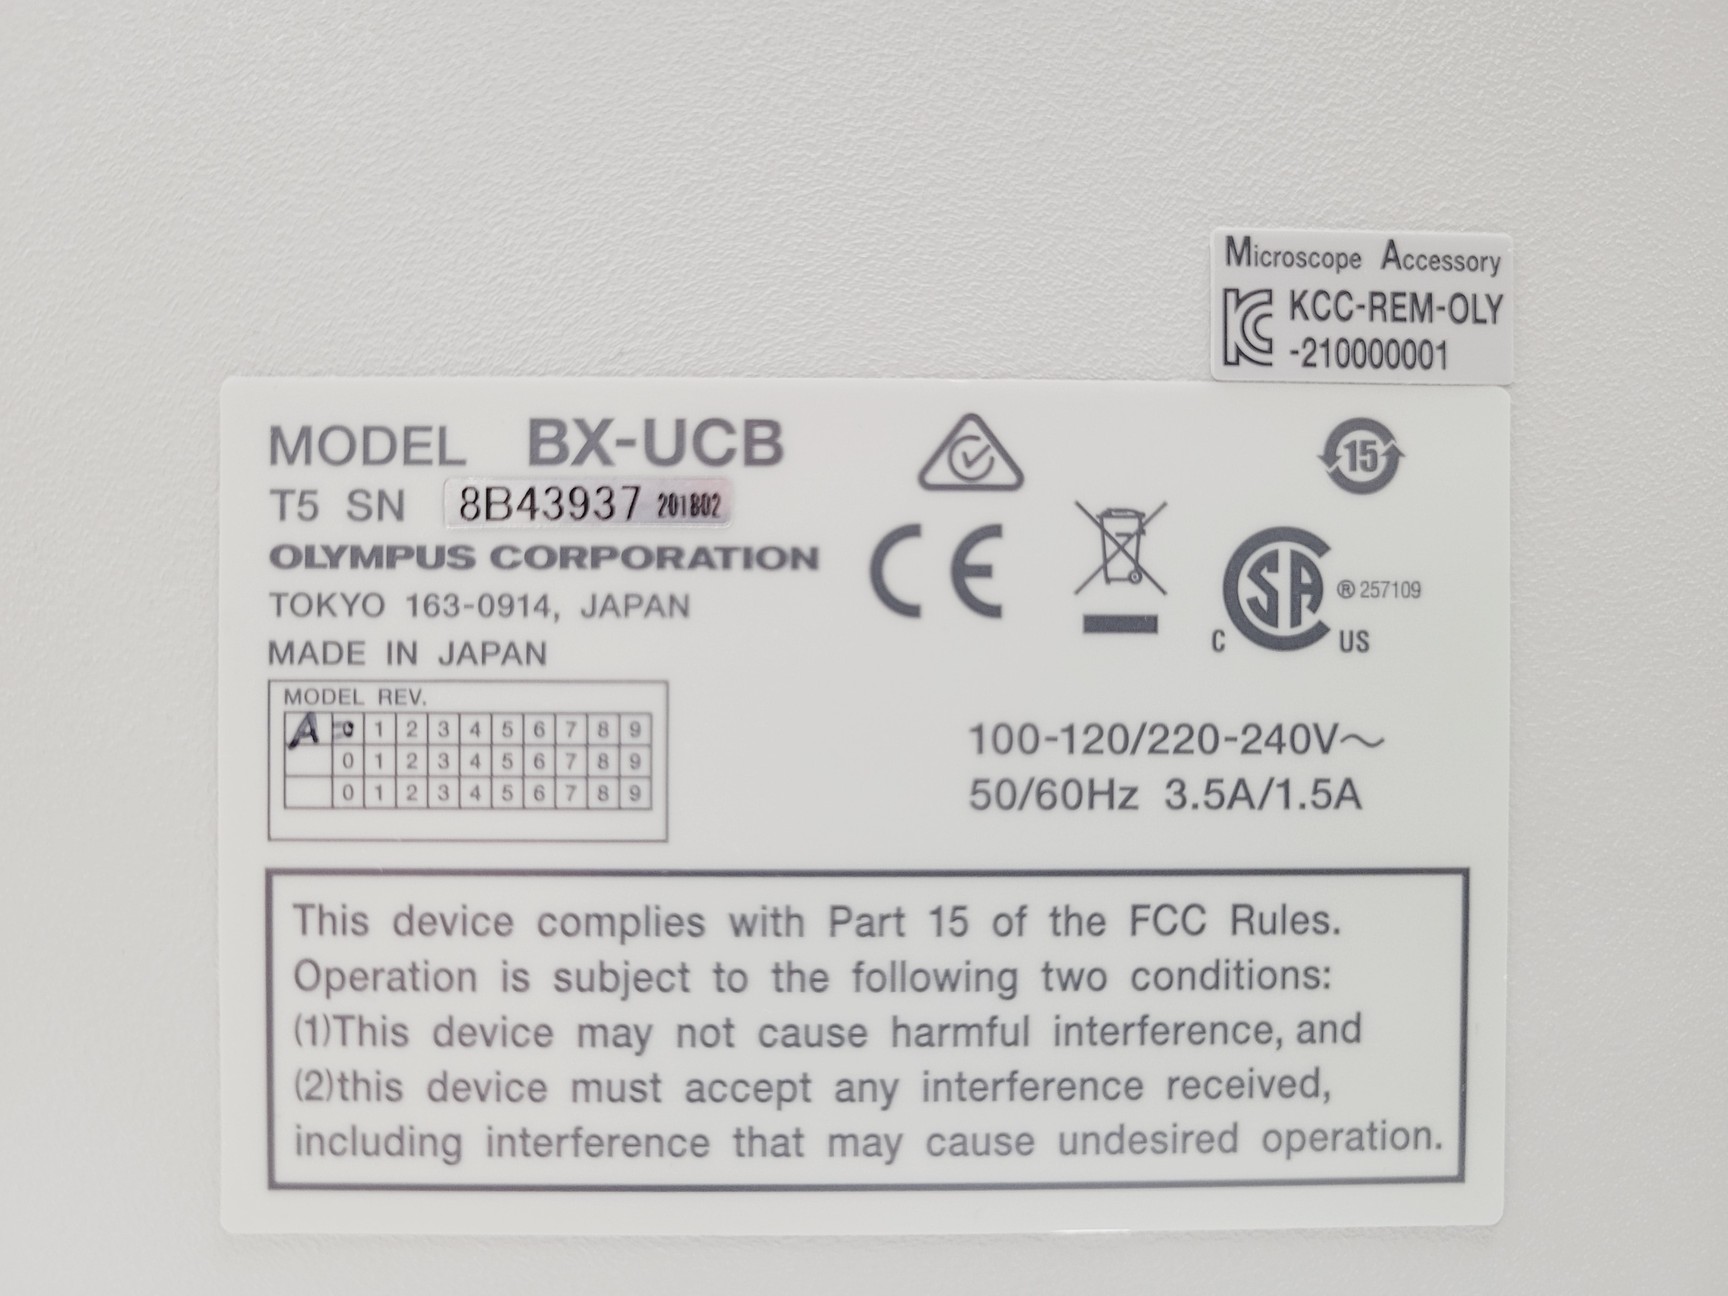 Microscope Accessory
KCC-REM-OLY
-210000001
MODEL BX-UCB
T5 SN 8B43937 201802
OLYMPUS CORPORATION
TOKYO 163-0914, JAPAN
MADE IN JAPAN
15
CE
SA ® 257109
C US
MODEL REV.
A 0 1 2 3 4 5 6 7 8 9
0 1 2 3 4 5 6 7 8 9
0 1 2 3 4 5 6 7 8 9
100-120/220-240V～
50/60Hz 3.5A/1.5A
This device complies with Part 15 of the FCC Rules.
Operation is subject to the following two conditions:
(1)This device may not cause harmful interference, and
(2)this device must accept any interference received,
including interference that may cause undesired operation.